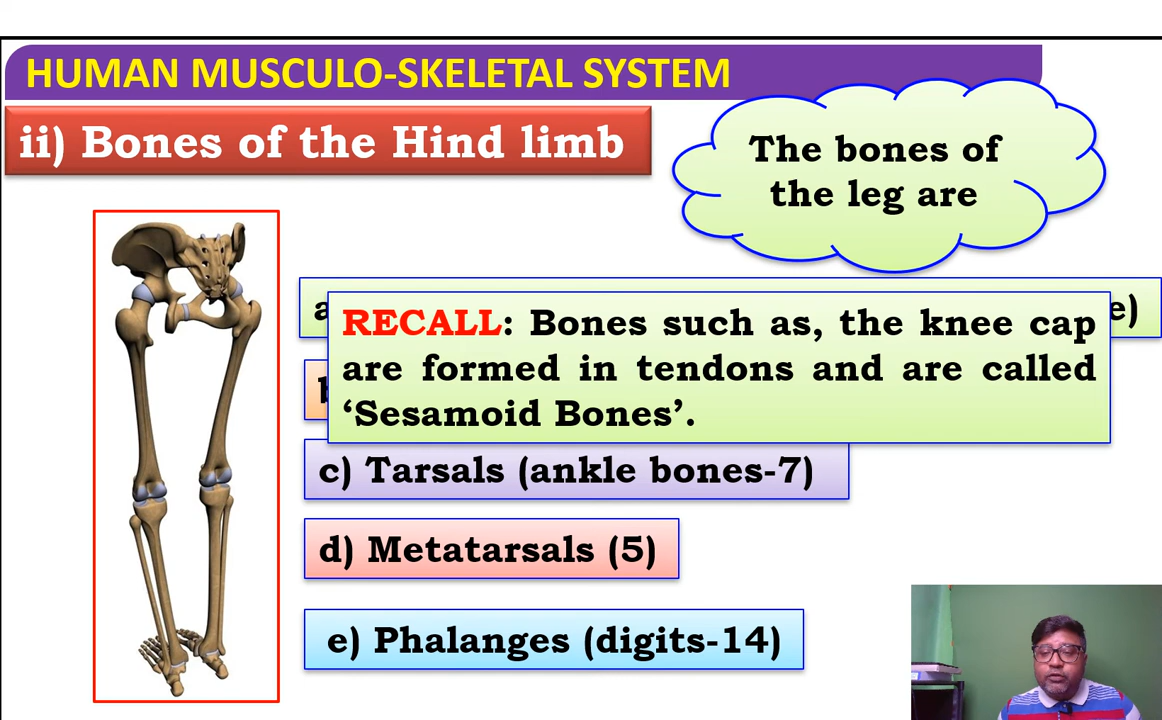 HUMAN MUSCULO-SKELETAL SYSTEM
ii) Bones of the Hind limb
The bones of
the leg are
RECALL: Bones such as, the knee cap
are formed in tendons and are called
‘Sesamoid Bones’.
c) Tarsals (ankle bones-7)
d) Metatarsals (5)
e) Phalanges (digits-14)